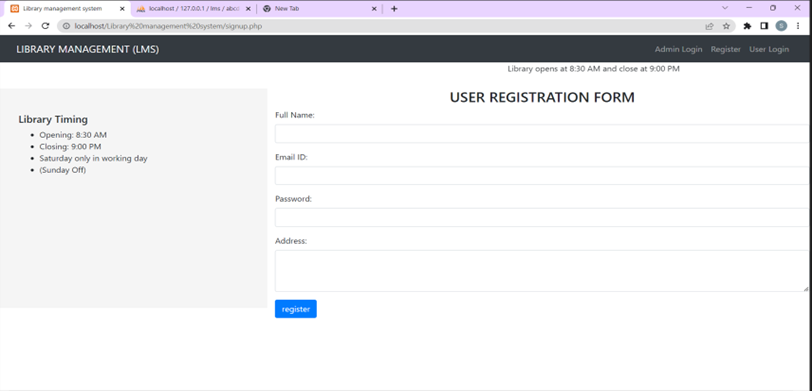 Library management system
localhost / 127.0.0.1 / lms / abco
New Tab
localhost/Library%20management%20system/signup.php
S
LIBRARY MANAGEMENT (LMS)
Admin Login Register User Login
Library opens at 8:30 AM and close at 9:00 PM
USER REGISTRATION FORM
Library Timing
Opening: 8:30 AM
Closing: 9:00 PM
Saturday only in working day
(Sunday Off)
Full Name:
Email ID:
Password:
Address:
register